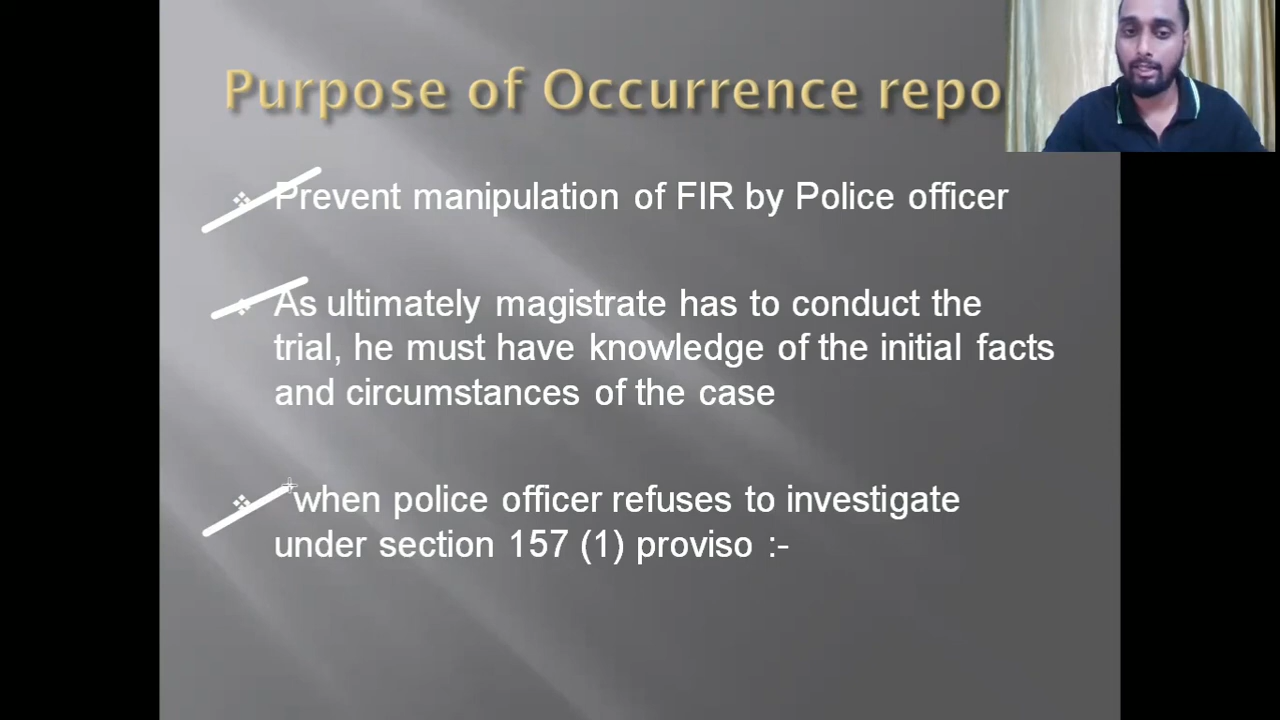 Purpose of Occurrence repo
Prevent manipulation of FIR by Police officer
As ultimately magistrate has to conduct the
trial, he must have knowledge of the initial facts
and circumstances of the case
when police officer refuses to investigate
under section 157 (1) proviso :-